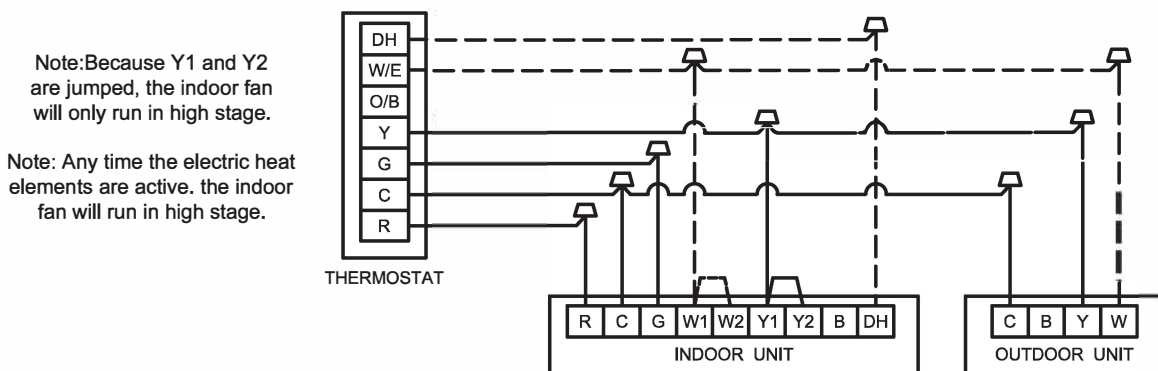 Note:Because Y1 and Y2
are jumped, the indoor fan
will only run in high stage.
Note: Any time the electric heat
elements are active. the indoor
fan will run in high stage.
DH
W/E
O/B
Y
G
C
R
THERMOSTAT
R C G W1 W2 Y1 Y2 B DH
INDOOR UNIT
C B Y W
OUTDOOR UNIT